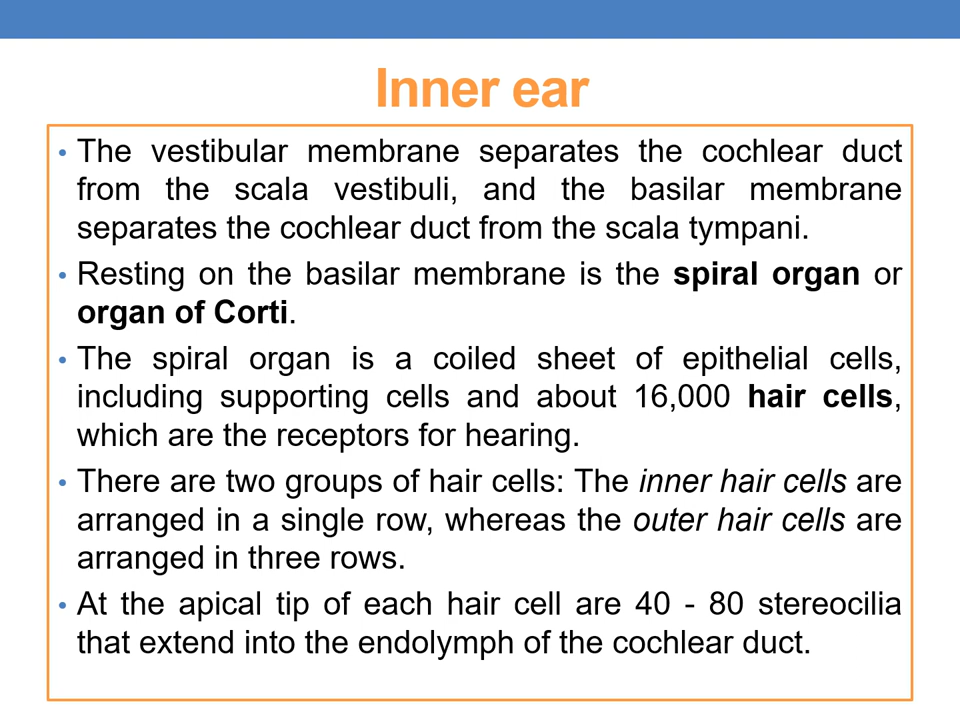 Inner ear
• The vestibular membrane separates the cochlear duct
from the scala vestibuli, and the basilar membrane
separates the cochlear duct from the scala tympani.
• Resting on the basilar membrane is the spiral organ or
organ of Corti.
• The spiral organ is a coiled sheet of epithelial cells,
including supporting cells and about 16,000 hair cells,
which are the receptors for hearing.
• There are two groups of hair cells: The inner hair cells are
arranged in a single row, whereas the outer hair cells are
arranged in three rows.
• At the apical tip of each hair cell are 40 - 80 stereocilia
that extend into the endolymph of the cochlear duct.